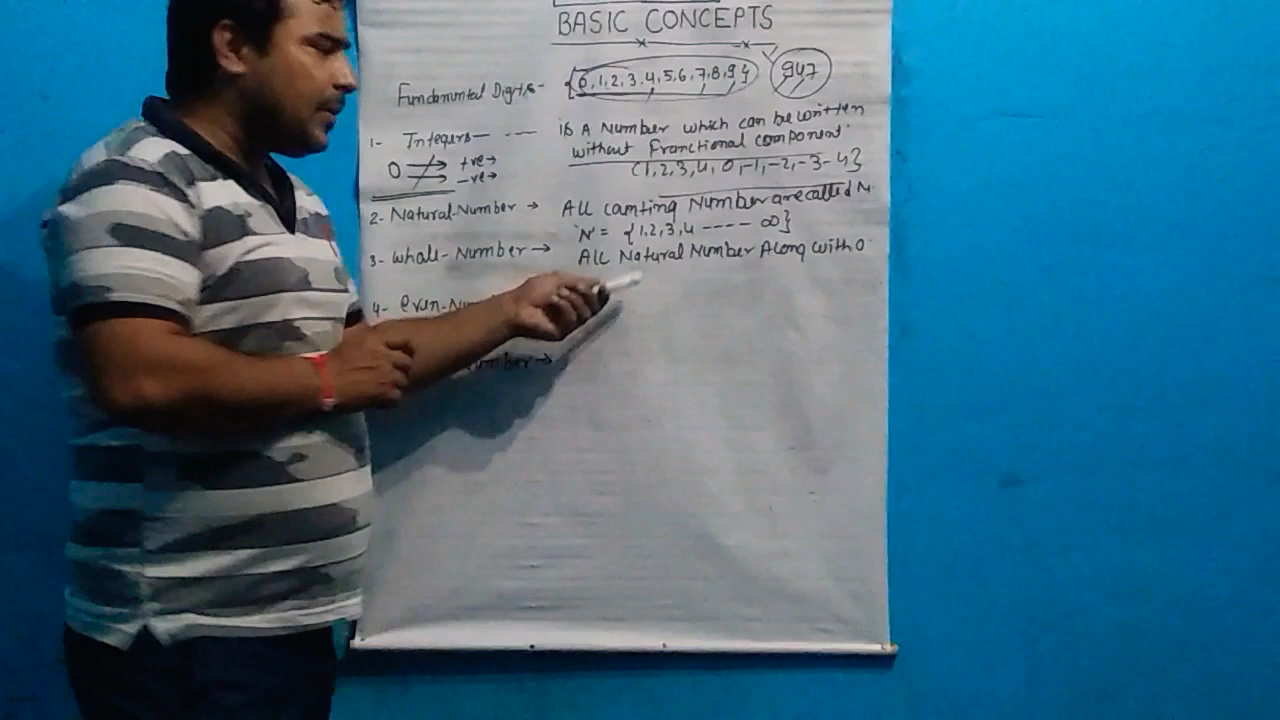 BASIC CONCEPTS
Fundamental Digits- {0,1,2,3,4,5,6,7,8,9} 947
1- Integers— ---- is A Number which can be written
without Franctional component.
0 +ve→ (1,2,3,4,0,-1,-2,-3-4}
-ve→
2- Natural-Number → All counting Number are called N.
'N' = {1,2,3,4 ---- ∞}
3- Whole-Number → All Natural Number Along with 0.
4- Even-
umber→